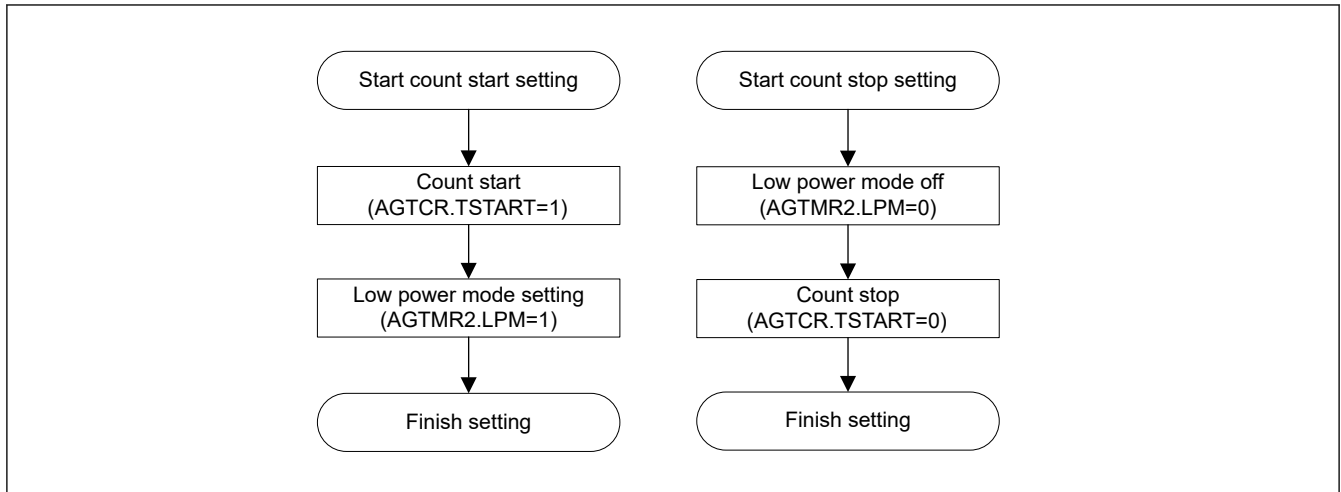 Start count start setting
Count start
(AGTCR.TSTART=1)
Low power mode setting
(AGTMR2.LPM=1)
Finish setting
Start count stop setting
Low power mode off
(AGTMR2.LPM=0)
Count stop
(AGTCR.TSTART=0)
Finish setting